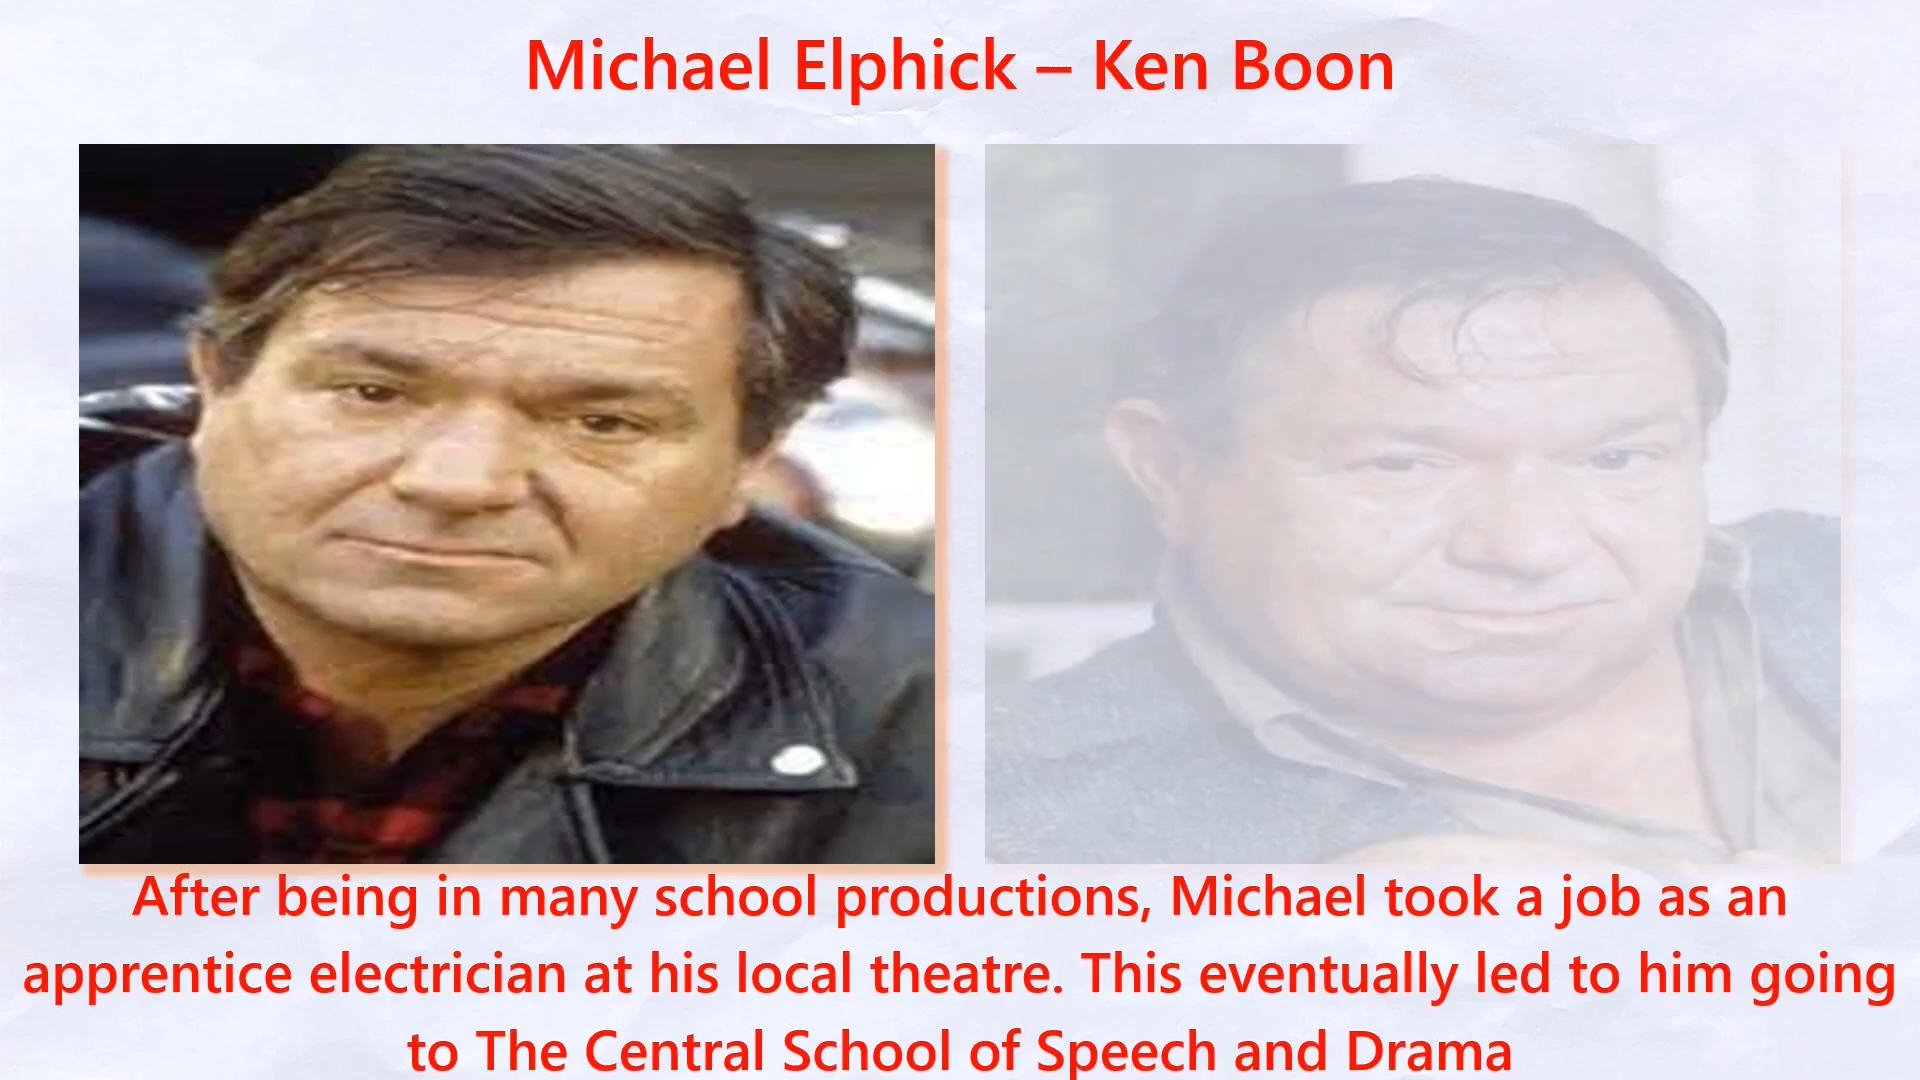 Michael Elphick – Ken Boon
After being in many school productions, Michael took a job as an
apprentice electrician at his local theatre. This eventually led to him going
to The Central School of Speech and Drama